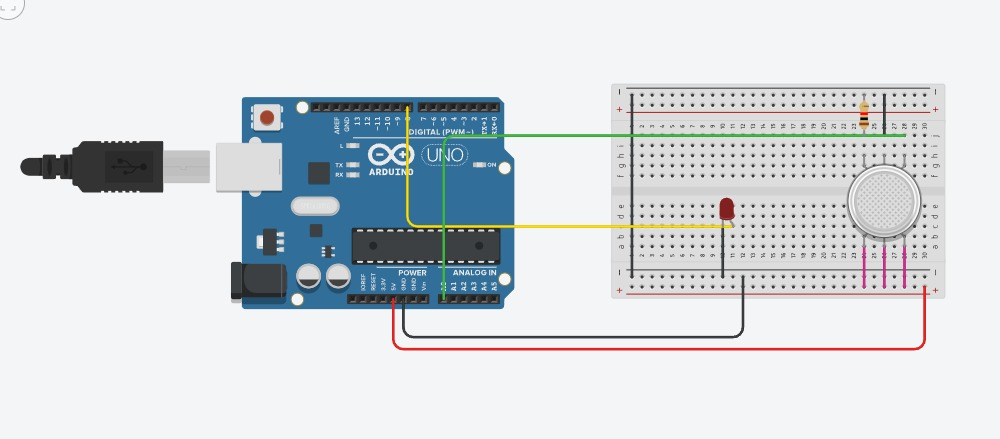 AREF
GND
13
12
~11
~10
~9
8
7
~6
~5
4
~3
2
TX→1
RX←0
DIGITAL (PWM~)
L
TX
RX
ARDUINO
UNO
ON
POWER
ANALOG IN
IOREF
RESET
3.3V
5V
GND
GND
Vin
A0
A1
A2
A3
A4
A5
j
i
h
g
f
e
d
c
b
a